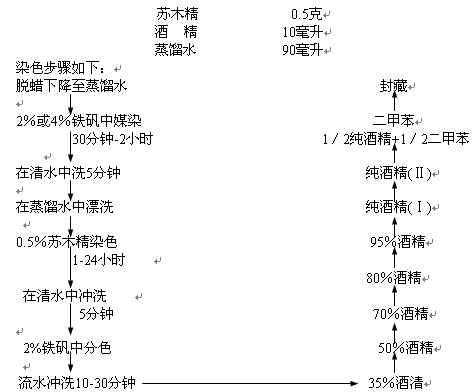 苏木精 0.5克
酒 精 10毫升
蒸馏水 90毫升
染色步骤如下：
脱蜡下降至蒸馏水
2%或4%铁矾中媒染
30分钟-2小时
在清水中洗5分钟
在蒸馏水中漂洗
0.5%苏木精染色
1-24小时
在清水中冲洗
5分钟
2%铁矾中分色
流水冲洗10-30分钟
35%酒清
50%酒精
70%酒精
80%酒精
95%酒精
纯酒精(Ⅰ)
纯酒精(Ⅱ)
1／2纯酒精+1／2二甲苯
二甲苯
封藏